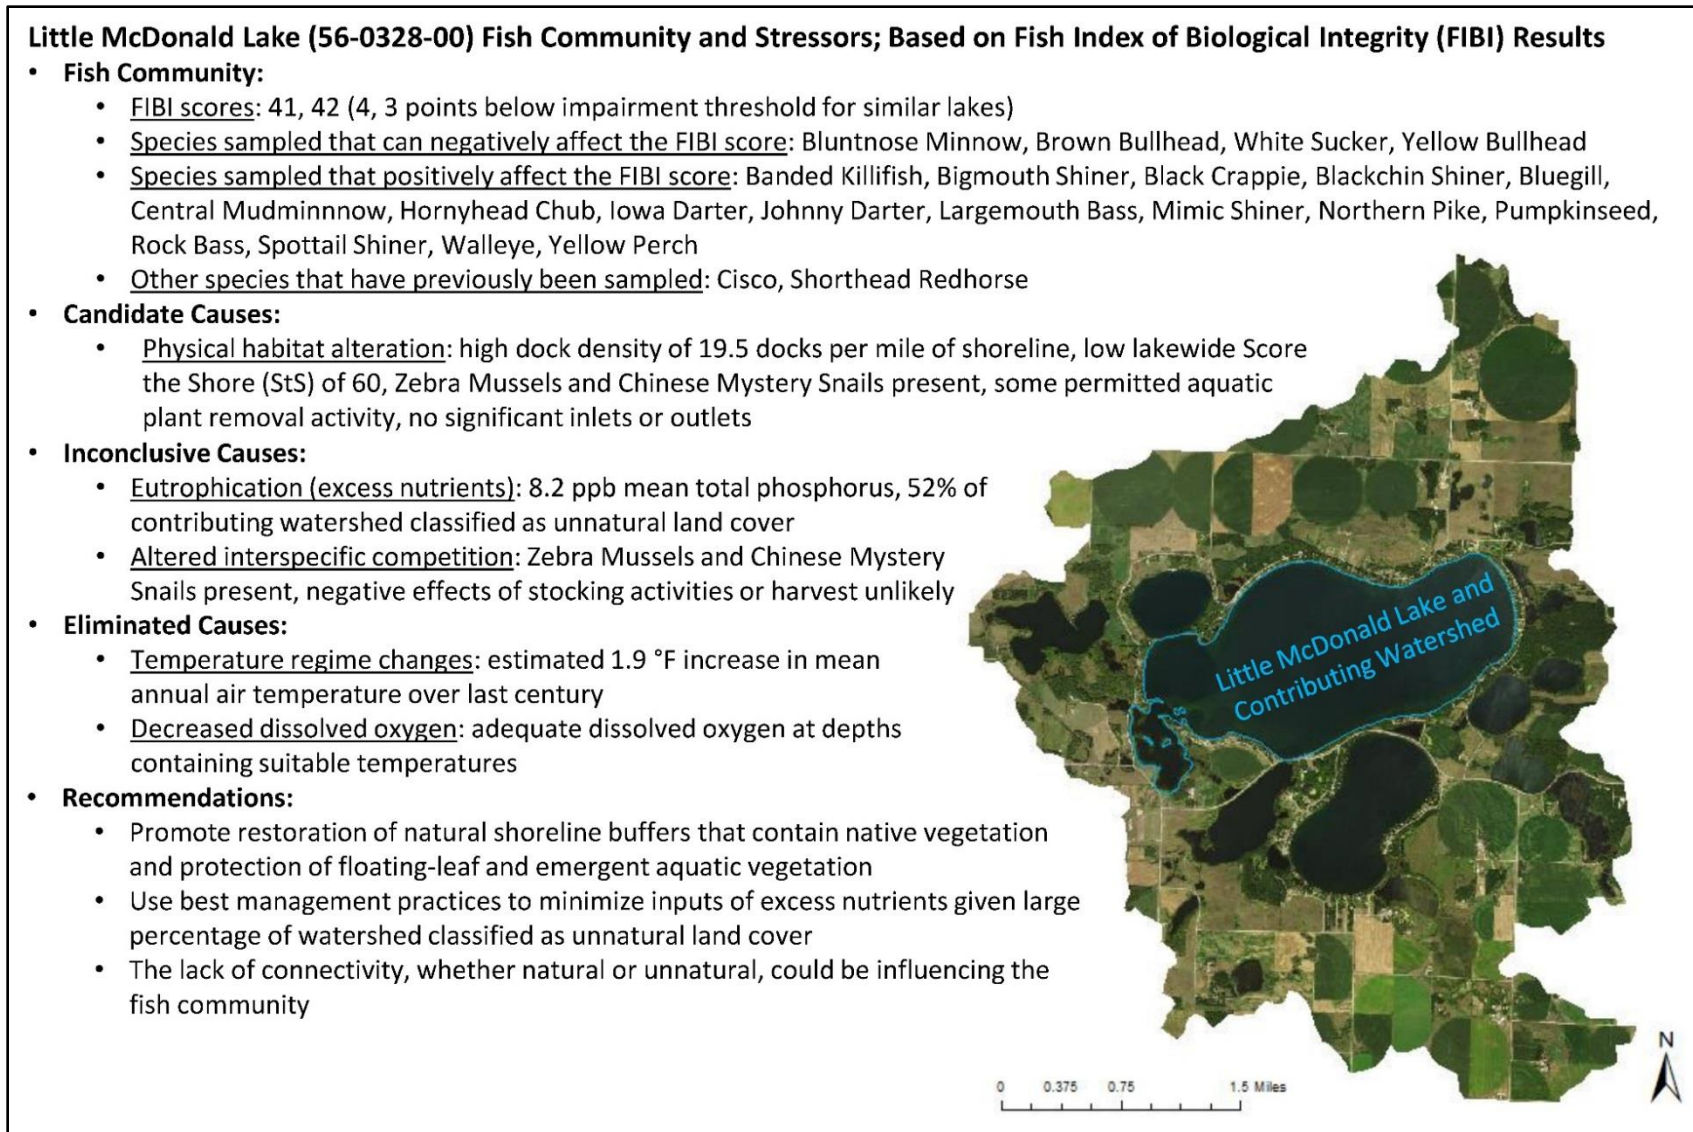 Little McDonald Lake (56-0328-00) Fish Community and Stressors; Based on Fish Index of Biological Integrity (FIBI) Results
• Fish Community:
• FIBI scores: 41, 42 (4, 3 points below impairment threshold for similar lakes)
• Species sampled that can negatively affect the FIBI score: Bluntnose Minnow, Brown Bullhead, White Sucker, Yellow Bullhead
• Species sampled that positively affect the FIBI score: Banded Killifish, Bigmouth Shiner, Black Crappie, Blackchin Shiner, Bluegill,
Central Mudminnnow, Hornyhead Chub, Iowa Darter, Johnny Darter, Largemouth Bass, Mimic Shiner, Northern Pike, Pumpkinseed,
Rock Bass, Spottail Shiner, Walleye, Yellow Perch
• Other species that have previously been sampled: Cisco, Shorthead Redhorse
• Candidate Causes:
• Physical habitat alteration: high dock density of 19.5 docks per mile of shoreline, low lakewide Score
the Shore (StS) of 60, Zebra Mussels and Chinese Mystery Snails present, some permitted aquatic
plant removal activity, no significant inlets or outlets
• Inconclusive Causes:
• Eutrophication (excess nutrients): 8.2 ppb mean total phosphorus, 52% of
contributing watershed classified as unnatural land cover
• Altered interspecific competition: Zebra Mussels and Chinese Mystery
Snails present, negative effects of stocking activities or harvest unlikely
• Eliminated Causes:
• Temperature regime changes: estimated 1.9 °F increase in mean
annual air temperature over last century
• Decreased dissolved oxygen: adequate dissolved oxygen at depths
containing suitable temperatures
• Recommendations:
• Promote restoration of natural shoreline buffers that contain native vegetation
and protection of floating-leaf and emergent aquatic vegetation
• Use best management practices to minimize inputs of excess nutrients given large
percentage of watershed classified as unnatural land cover
• The lack of connectivity, whether natural or unnatural, could be influencing the
fish community
Little McDonald Lake and
Contributing Watershed
N
0 0.375 0.75 1.5 Miles